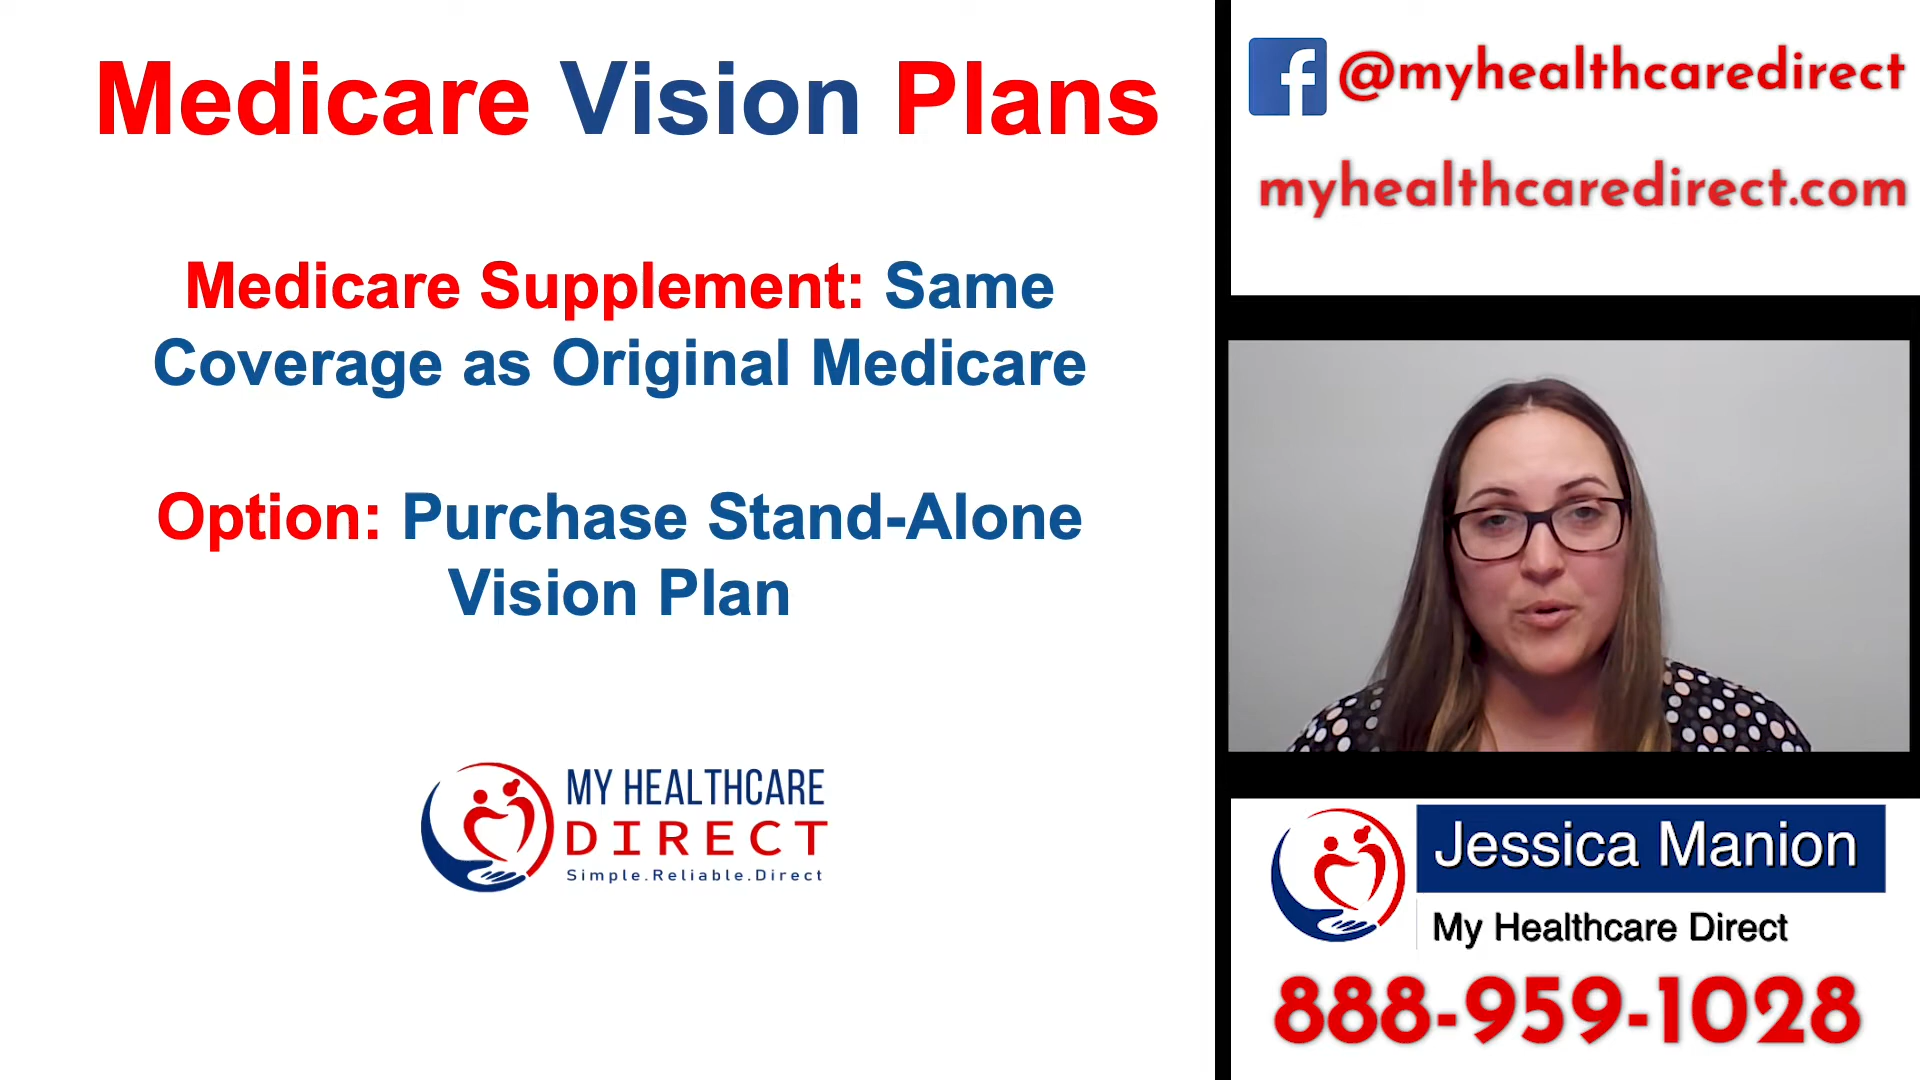 Medicare Vision Plans
Medicare Supplement: Same
Coverage as Original Medicare
Option: Purchase Stand-Alone
Vision Plan
MY HEALTHCARE
DIRECT
Simple.Reliable.Direct
f @myhealthcaredirect
myhealthcaredirect.com
Jessica Manion
My Healthcare Direct
888-959-1028